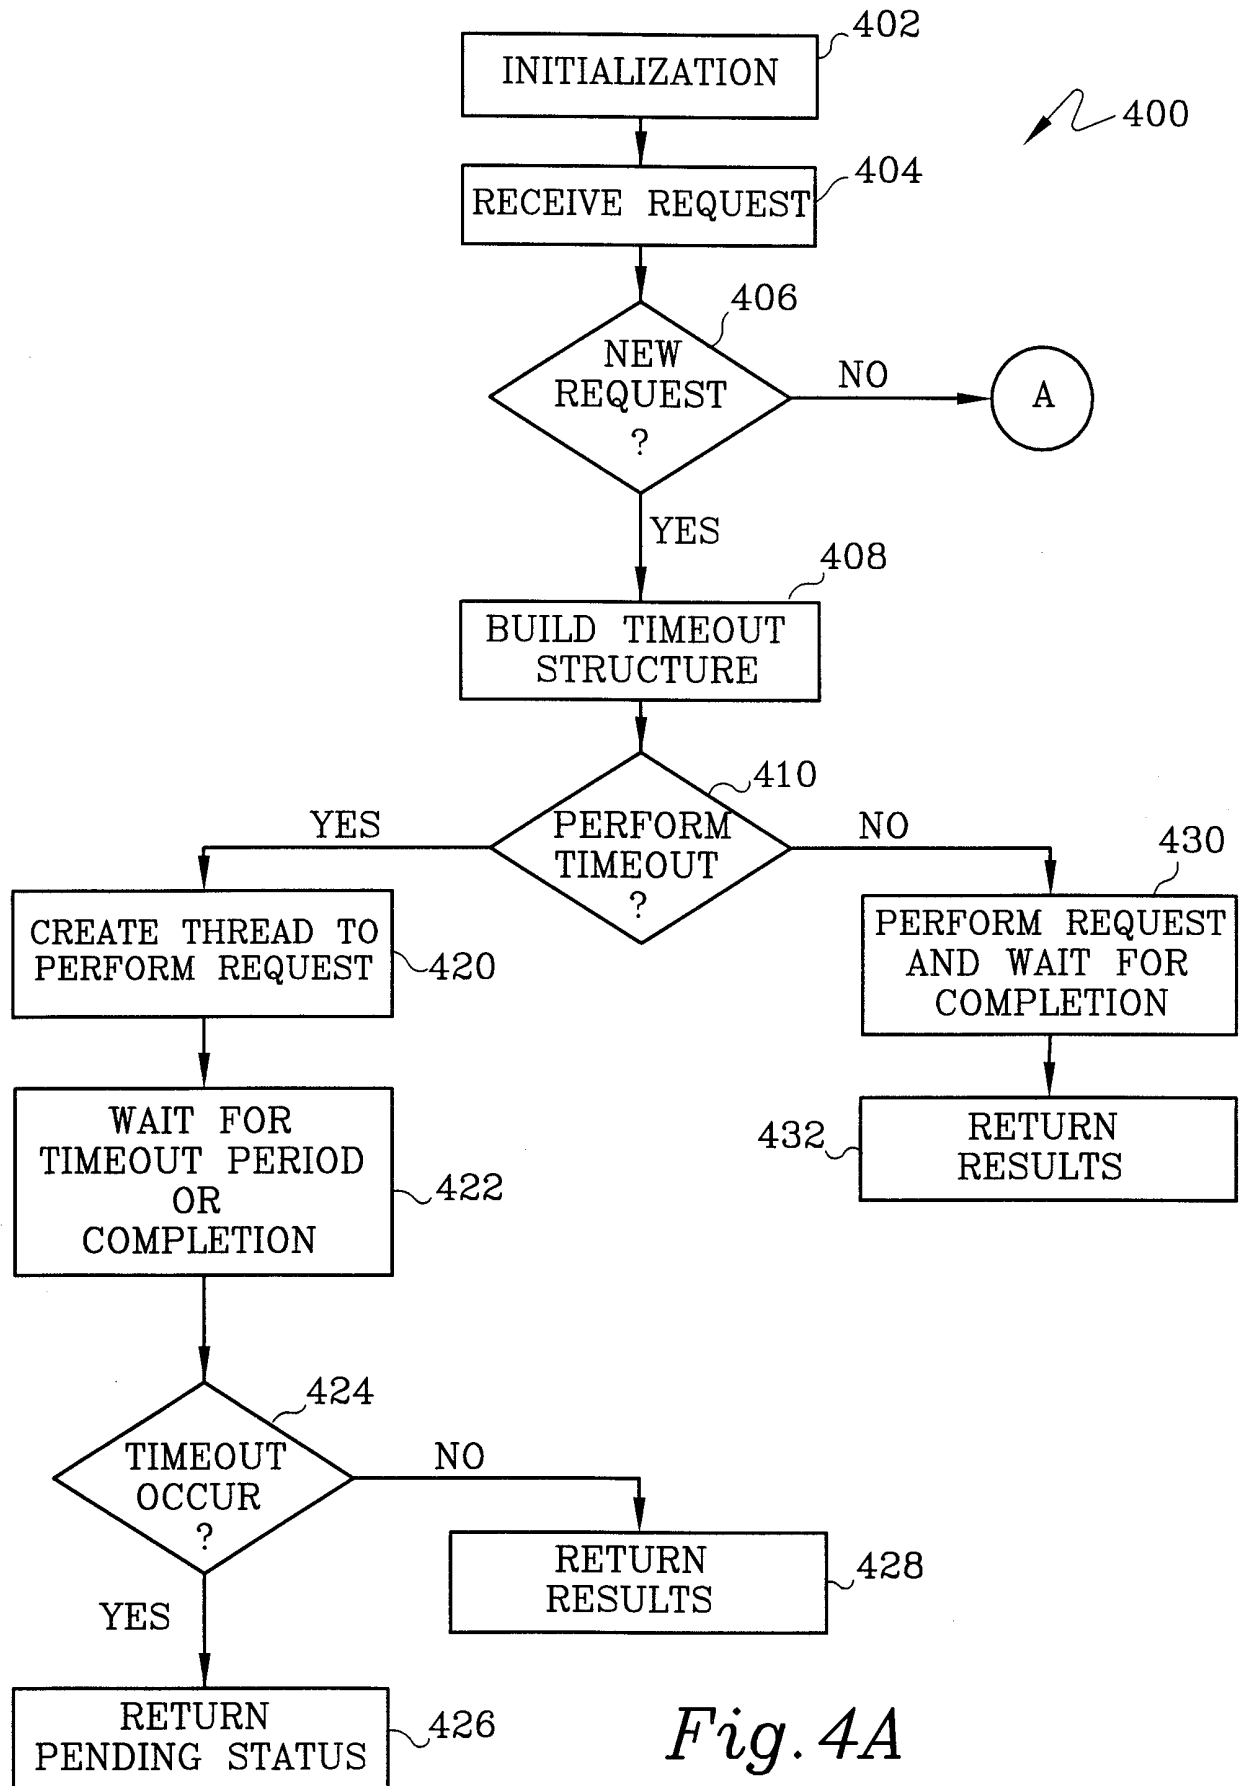 402
INITIALIZATION
400
404
RECEIVE REQUEST
406
NEW
REQUEST
?
NO
A
YES
408
BUILD TIMEOUT
STRUCTURE
410
YES
PERFORM
TIMEOUT
?
NO
430
CREATE THREAD TO
PERFORM REQUEST
420
PERFORM REQUEST
AND WAIT FOR
COMPLETION
WAIT FOR
TIMEOUT PERIOD
OR
COMPLETION
422
432
RETURN
RESULTS
424
TIMEOUT
OCCUR
?
NO
RETURN
RESULTS
428
YES
RETURN
PENDING STATUS
426
Fig. 4A